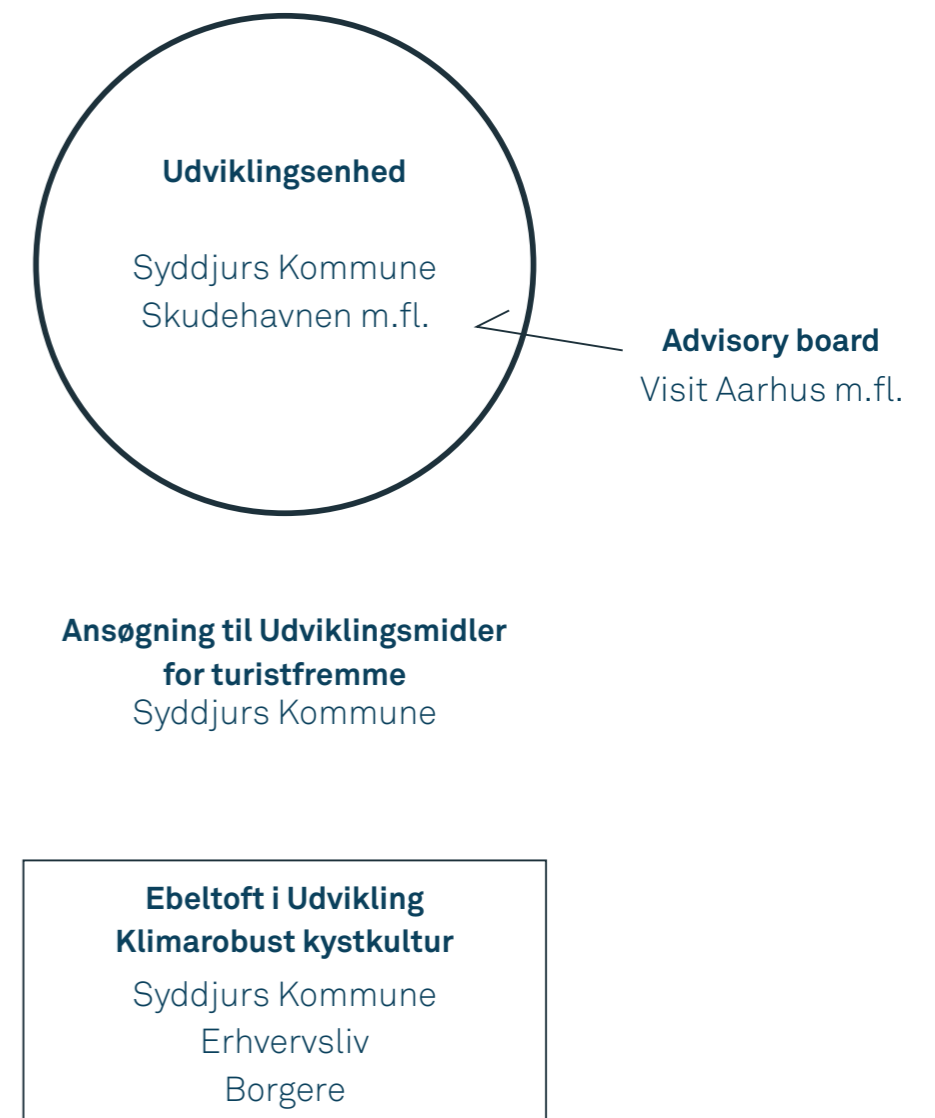 Udviklingsenhed
Syddjurs Kommune
Skudehavnen m.fl.
Advisory board
Visit Aarhus m.fl.
Ansøgning til Udviklingsmidler
for turistfremme
Syddjurs Kommune
Ebeltoft i Udvikling
Klimarobust kystkultur
Syddjurs Kommune
Erhvervsliv
Borgere